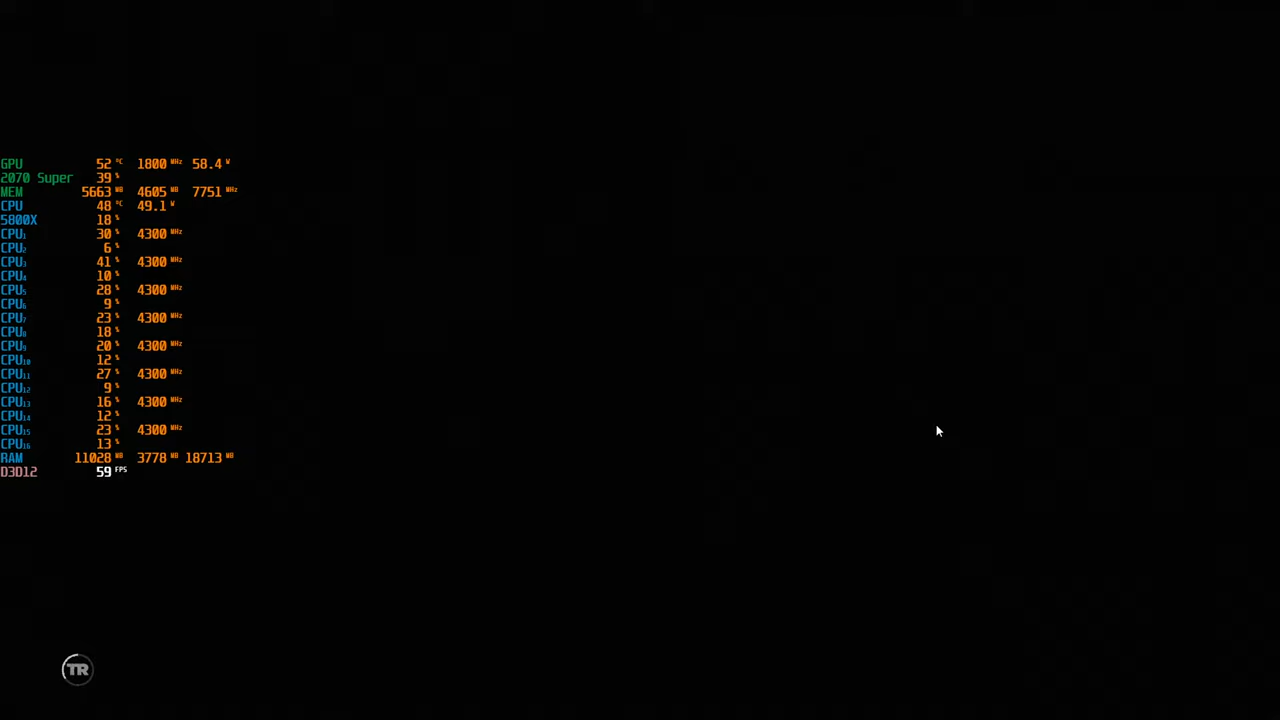 GPU 52 °C 1800 MHz 58.4 W
2070 Super 39 %
MEM 5663 MB 4605 MB 7751 MHz
CPU 48 °C 49.1 W
5800X 18 %
CPU1 30 % 4300 MHz
CPU2 6 %
CPU3 41 % 4300 MHz
CPU4 10 %
CPU5 28 % 4300 MHz
CPU6 9 %
CPU7 23 % 4300 MHz
CPU8 18 %
CPU9 20 % 4300 MHz
CPU10 12 %
CPU11 27 % 4300 MHz
CPU12 9 %
CPU13 16 % 4300 MHz
CPU14 12 %
CPU15 23 % 4300 MHz
CPU16 13 %
RAM 11028 MB 3778 MB 18713 MB
D3D12 59 FPS
TR